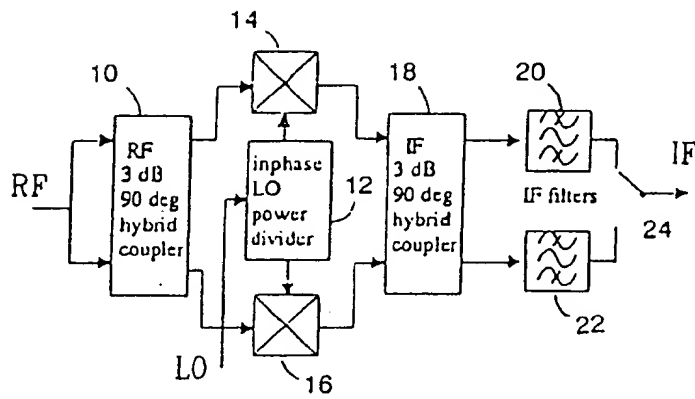 14
10
18
20
RF
3 dB
90 deg
hybrid
coupler
inphase
LO
power
divider
12
IF
3 dB
90 deg
hybrid
coupler
IF filters
RF
IF
24
LO
16
22